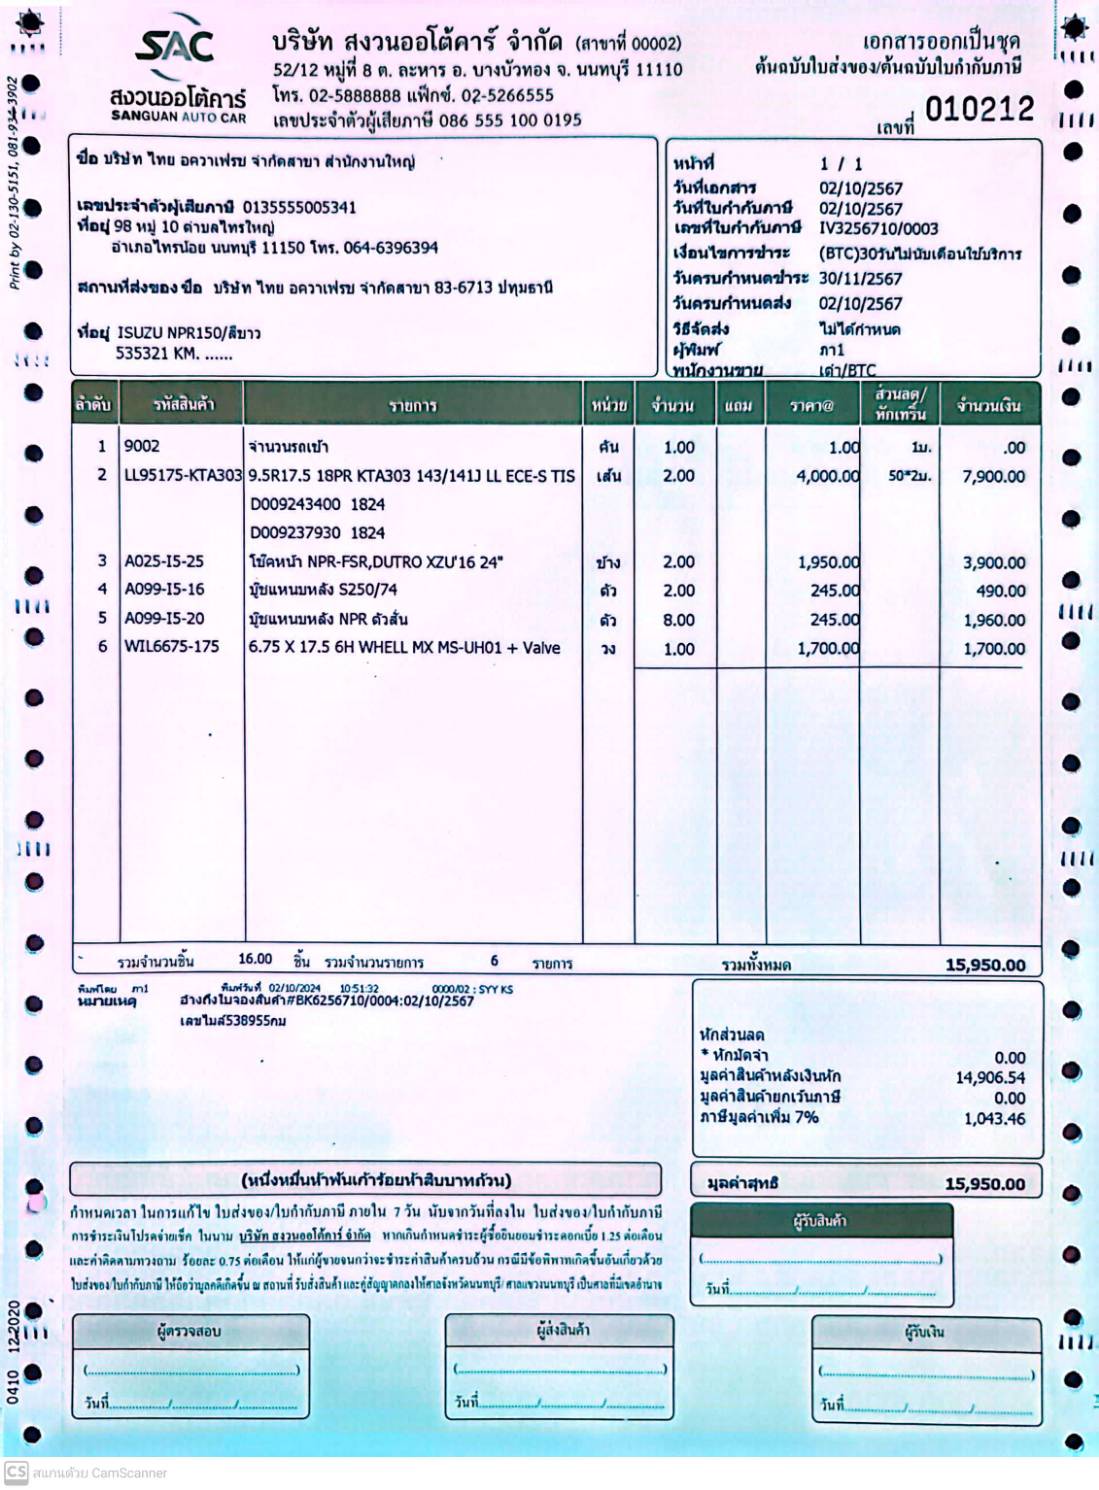 SAC
สงวนออโต้คาร์
SANGUAN AUTO CAR
บริษัท สงวนออโต้คาร์ จำกัด (สาขาที่ 00002)
52/12 หมู่ที่ 8 ต. ละหาร อ. บางบัวทอง จ. นนทบุรี 11110
โทร. 02-5888888 แฟ็กซ์. 02-5266555
เลขประจำตัวผู้เสียภาษี 086 555 100 0195
เอกสารออกเป็นชุด
ต้นฉบับใบส่งของ/ต้นฉบับใบกำกับภาษี
เลขที่ 010212
Print by 02-130-5151, 081-934-3902
ชื่อ บริษัท ไทย อควาเฟรช จำกัดสาขา สำนักงานใหญ่
เลขประจำตัวผู้เสียภาษี 0135555005341
ที่อยู่ 98 หมู่ 10 ตำบลไทรใหญ่
อำเภอไทรน้อย นนทบุรี 11150 โทร. 064-6396394
สถานที่ส่งของ ชื่อ บริษัท ไทย อควาเฟรช จำกัดสาขา 83-6713 ปทุมธานี
ที่อยู่ ISUZU NPR150/สีขาว
535321 KM. ......
หน้าที่ 1 / 1
วันที่เอกสาร 02/10/2567
วันที่ใบกำกับภาษี 02/10/2567
เลขที่ใบกำกับภาษี IV3256710/0003
เงื่อนไขการชำระ (BTC)30วันไม่นับเดือนใช้บริการ
วันครบกำหนดชำระ 30/11/2567
วันครบกำหนดส่ง 02/10/2567
วิธีจัดส่ง ไม่ได้กำหนด
ผู้พิมพ์ ภา1
พนักงานขาย เต๋า/BTC
ลำดับ รหัสสินค้า รายการ หน่วย จำนวน แถม ราคา@ ส่วนลด/หักเทริ์น จำนวนเงิน
1 9002 จำนวนรถเข้า คัน 1.00 1.00 1บ. .00
2 LL95175-KTA303 9.5R17.5 18PR KTA303 143/141J LL ECE-S TIS เส้น 2.00 4,000.00 50*2บ. 7,900.00
D009243400 1824
D009237930 1824
3 A025-I5-25 โช๊คหน้า NPR-FSR,DUTRO XZU'16 24" ข้าง 2.00 1,950.00 3,900.00
4 A099-I5-16 บู๊ชแหนบหลัง S250/74 ตัว 2.00 245.00 490.00
5 A099-I5-20 บู๊ชแหนบหลัง NPR ตัวสั้น ตัว 8.00 245.00 1,960.00
6 WIL6675-175 6.75 X 17.5 6H WHELL MX MS-UH01 + Valve วง 1.00 1,700.00 1,700.00
รวมจำนวนชิ้น 16.00 ชิ้น รวมจำนวนรายการ 6 รายการ รวมทั้งหมด 15,950.00
พิมพ์โดย ภา1 พิมพ์วันที่ 02/10/2024 10:51:32 0000/02 : SYY KS
หมายเหตุ อ้างถึงใบจองสินค้า#BK6256710/0004:02/10/2567
เลขไมล์538955กม
หักส่วนลด
* หักมัดจำ 0.00
มูลค่าสินค้าหลังเงินหัก 14,906.54
มูลค่าสินค้ายกเว้นภาษี 0.00
ภาษีมูลค่าเพิ่ม 7% 1,043.46
(หนึ่งหมื่นห้าพันเก้าร้อยห้าสิบบาทถ้วน)
มูลค่าสุทธิ 15,950.00
กำหนดเวลา ในการแก้ไข ใบส่งของ/ใบกำกับภาษี ภายใน 7 วัน นับจากวันที่ลงใน ใบส่งของ/ใบกำกับภาษี
การชำระเงินโปรดจ่ายเช็ค ในนาม บริษัท สงวนออโต้คาร์ จำกัด หากเกินกำหนดชำระผู้ซื้อยินยอมชำระดอกเบี้ย 1.25 ต่อเดือน
และค่าติดตามทวงถาม ร้อยละ 0.75 ต่อเดือน ให้แก่ผู้ขายจนกว่าจะชำระค่าสินค้าครบถ้วน กรณีมีข้อพิพาทเกิดขึ้นอันเกี่ยวด้วย
ใบส่งของ/ใบกำกับภาษี ให้ถือว่ามูลคดีเกิดขึ้น ณ สถานที่ รับส่งสินค้า และคู่สัญญาตกลงให้ศาลจังหวัดนนทบุรี/ ศาลแขวงนนทบุรี เป็นศาลที่มีเขตอำนาจ
ผู้รับสินค้า
(..........)
วันที่........../........../..........
ผู้ตรวจสอบ ผู้ส่งสินค้า ผู้รับเงิน
(..........) (..........) (..........)
วันที่........../........../.......... วันที่........../........../.......... วันที่........../........../..........
0410 12.2020
CS สแกนด้วย CamScanner